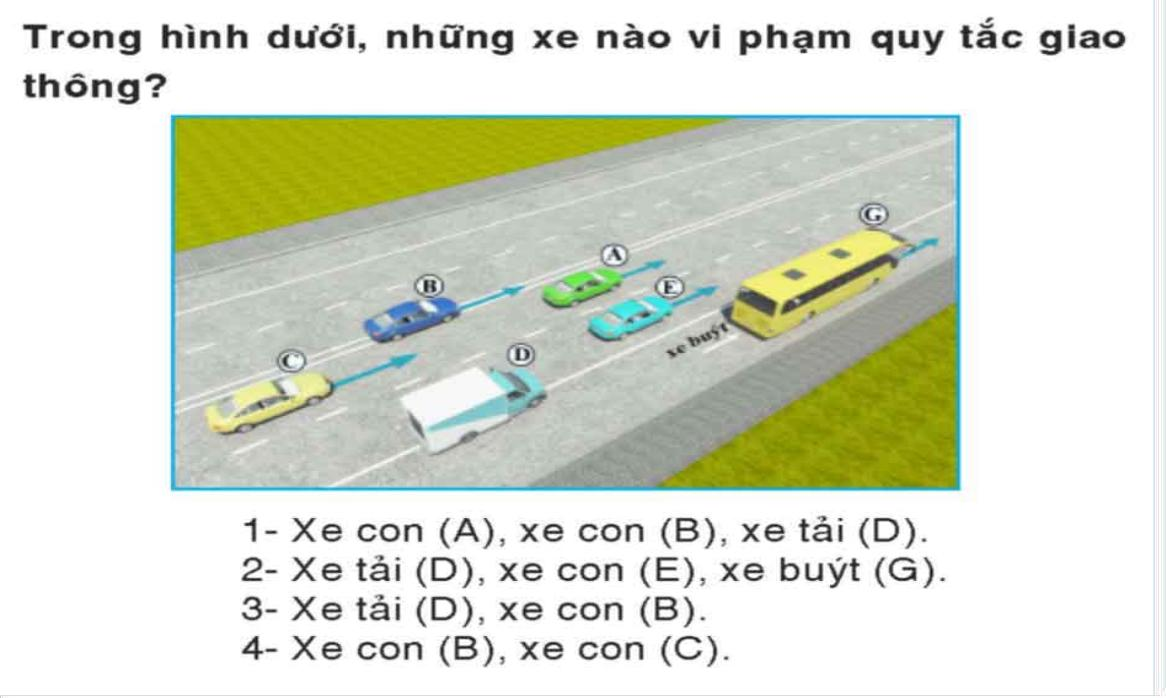 Trong hình dưới, những xe nào vi phạm quy tắc giao
thông?
A
G
B
E
xe buýt
D
C
1- Xe con (A), xe con (B), xe tải (D).
2- Xe tải (D), xe con (E), xe buýt (G).
3- Xe tải (D), xe con (B).
4- Xe con (B), xe con (C).